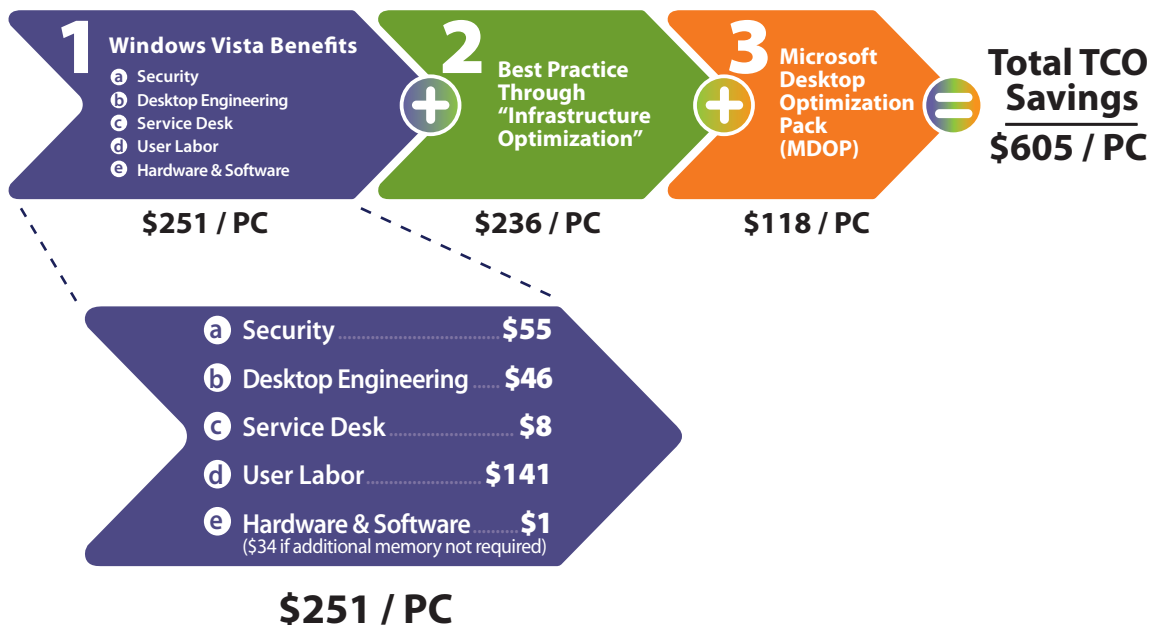 1
Windows Vista Benefits
a Security
b Desktop Engineering
c Service Desk
d User Labor
e Hardware & Software
$251 / PC
+
2
Best Practice
Through
“Infrastructure
Optimization”
$236 / PC
+
3
Microsoft
Desktop
Optimization
Pack
(MDOP)
$118 / PC
=
Total TCO
Savings
$605 / PC
a Security $55
b Desktop Engineering $46
c Service Desk $8
d User Labor $141
e Hardware & Software $1
($34 if additional memory not required)
$251 / PC